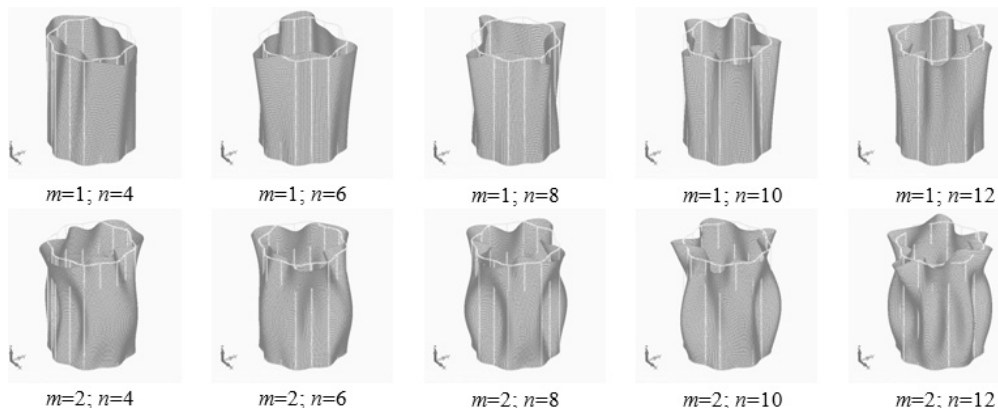 m=1; n=4 m=1; n=6 m=1; n=8 m=1; n=10 m=1; n=12
m=2; n=4 m=2; n=6 m=2; n=8 m=2; n=10 m=2; n=12